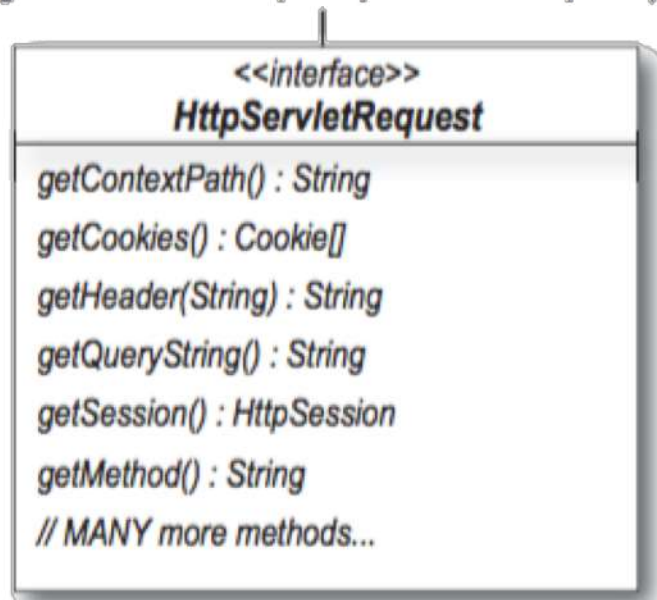 <<interface>>
HttpServletRequest
getContextPath() : String
getCookies() : Cookie[]
getHeader(String) : String
getQueryString() : String
getSession() : HttpSession
getMethod() : String
// MANY more methods...